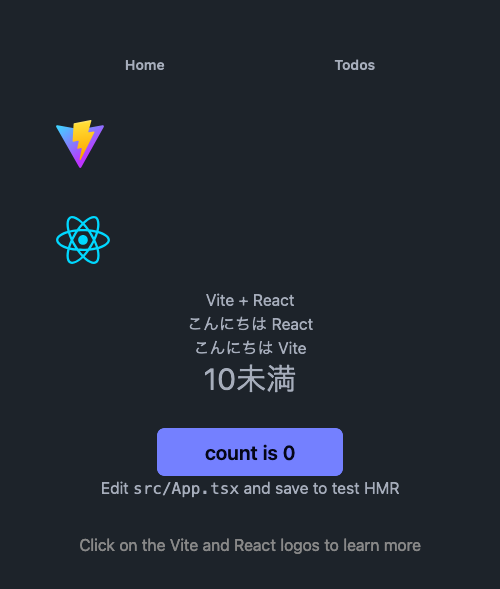 Home Todos
Vite + React
こんにちは React
こんにちは Vite
10未満
count is 0
Edit src/App.tsx and save to test HMR
Click on the Vite and React logos to learn more